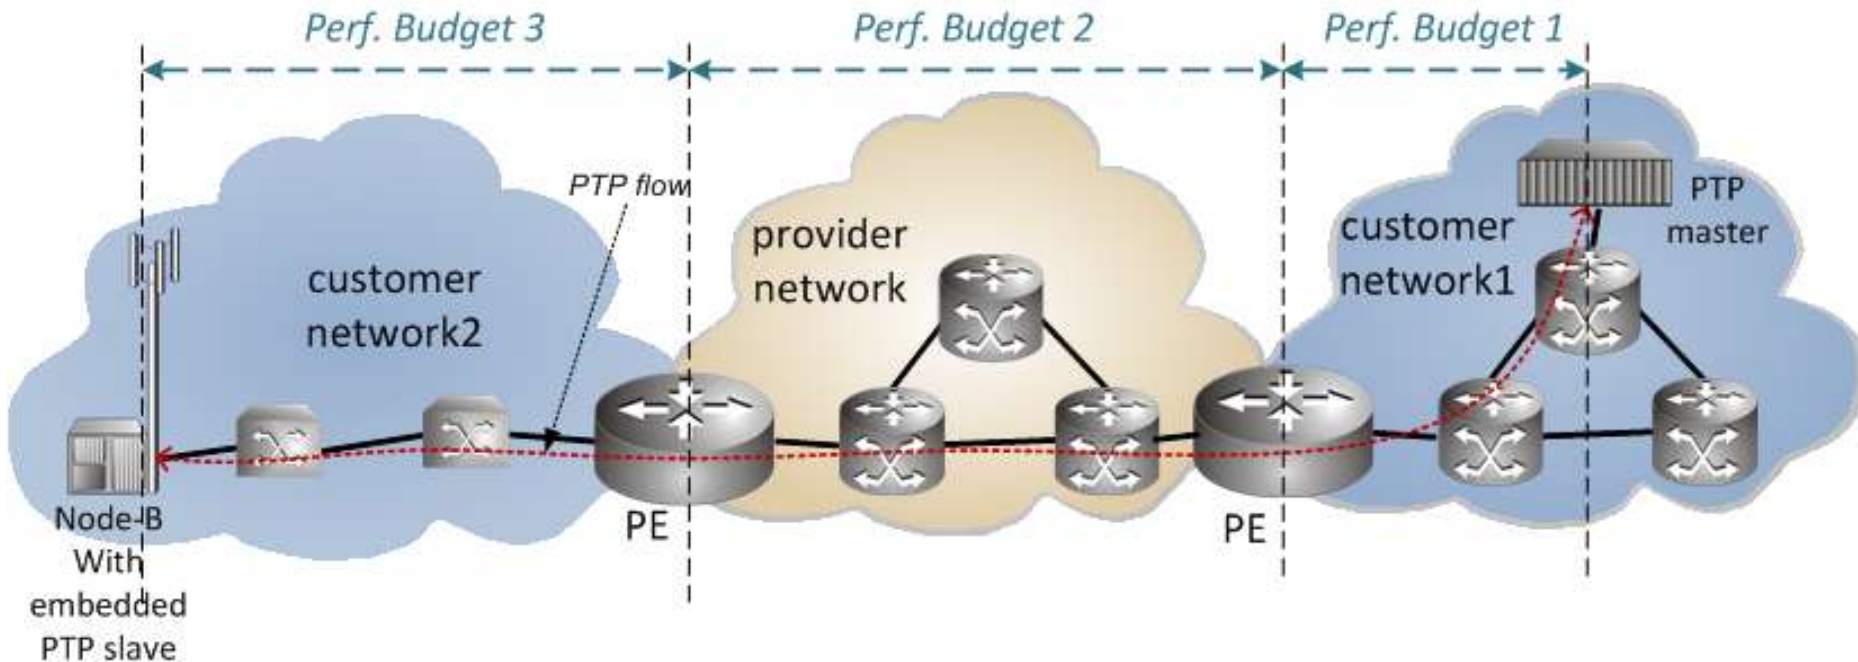 Perf. Budget 3
Perf. Budget 2
Perf. Budget 1
PTP flow
customer
network2
provider
network
customer
network1
PTP
master
PE
PE
Node-B
With
embedded
PTP slave